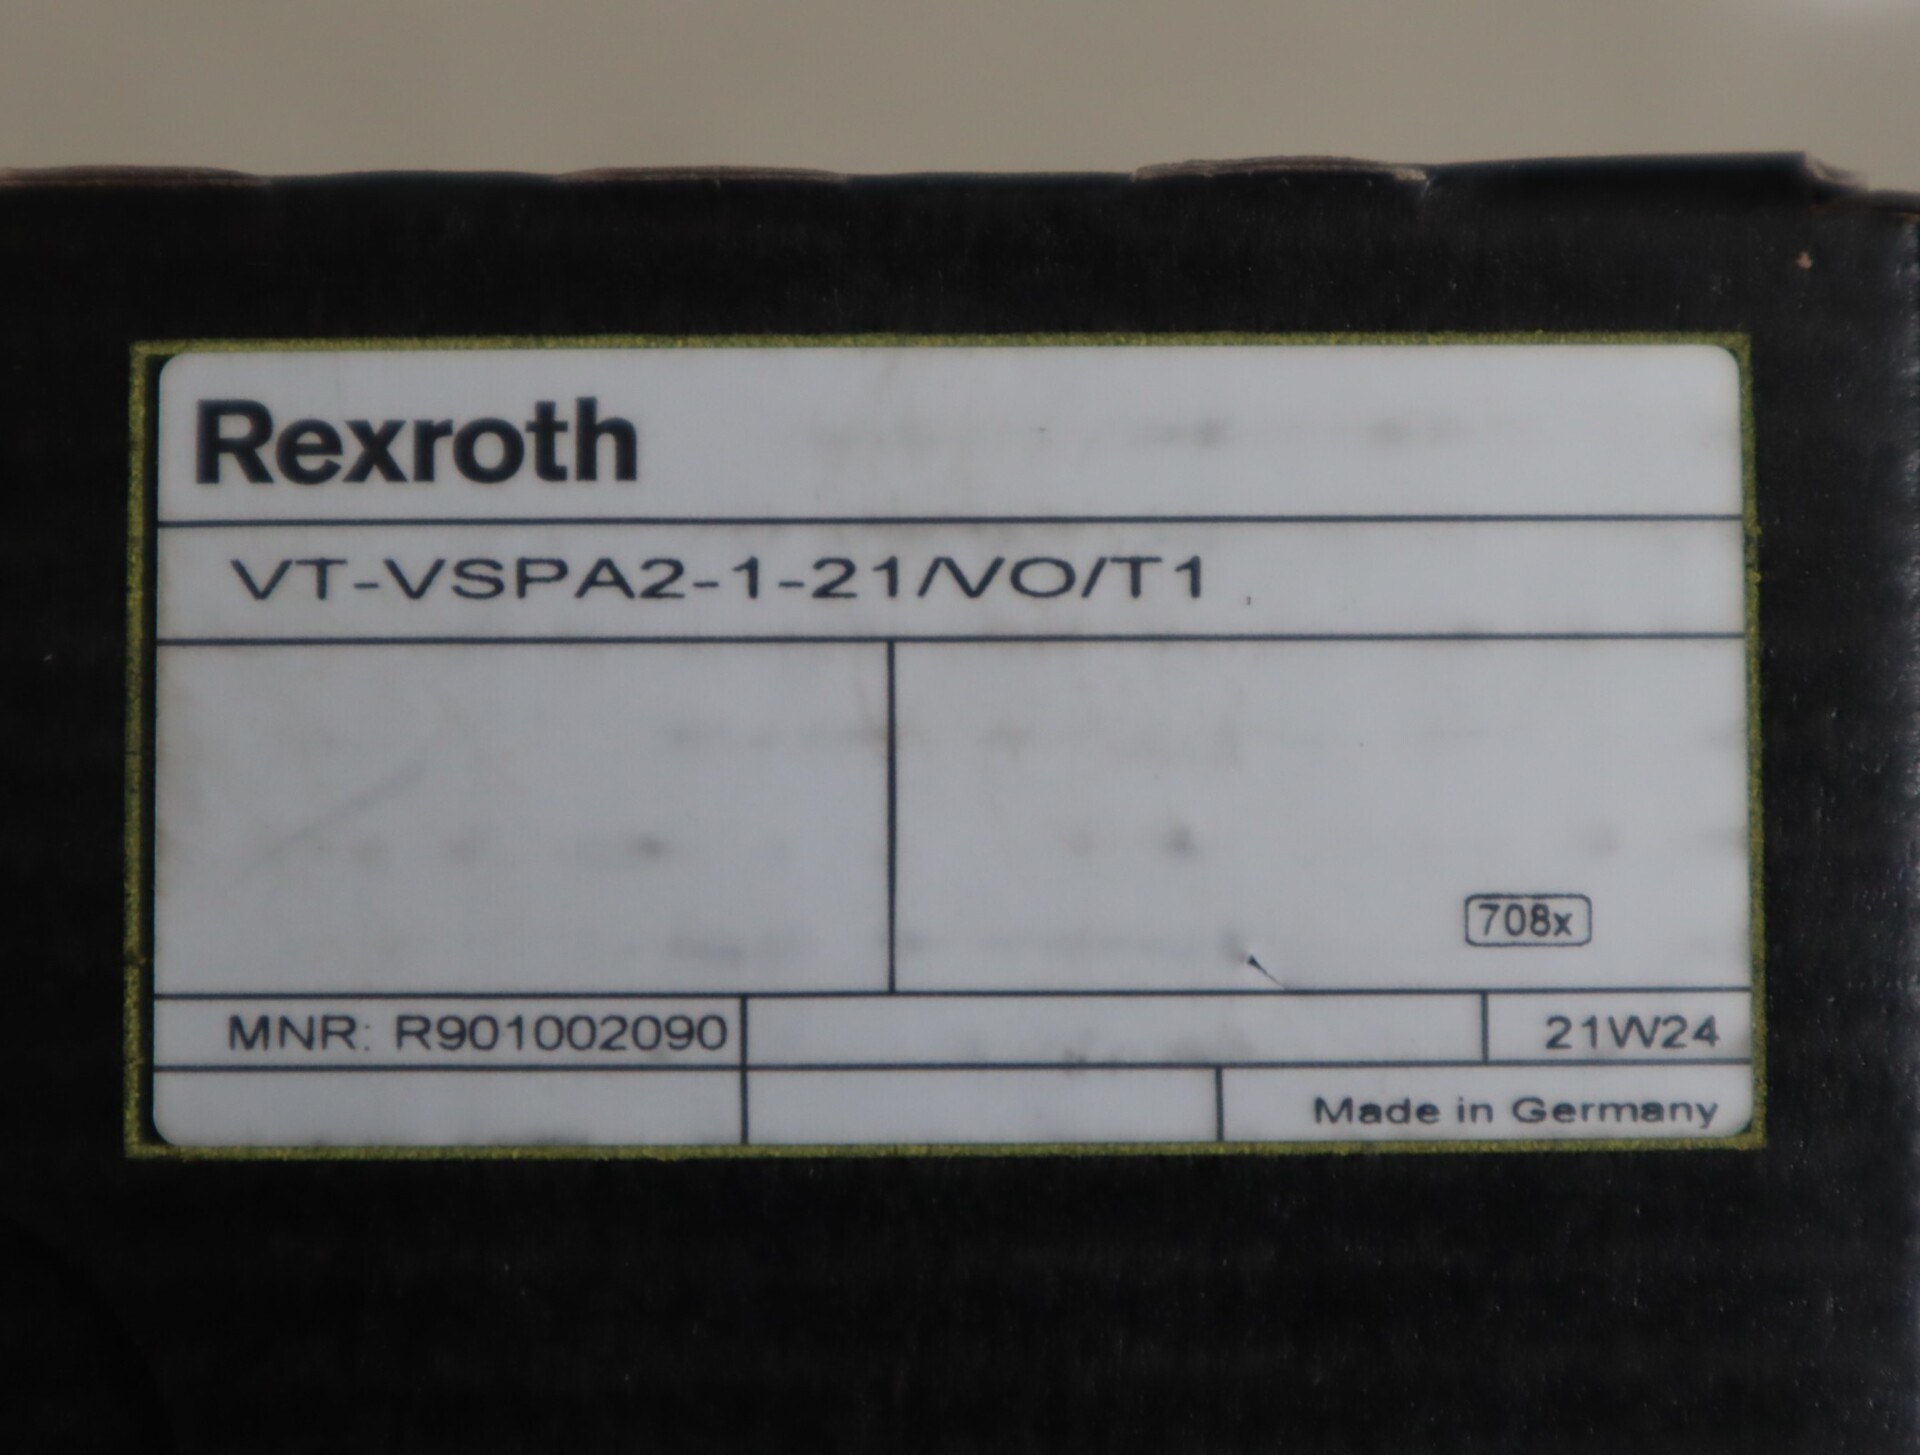 Rexroth
VT-VSPA2-1-21/VO/T1
708x
MNR: R901002090
21W24
Made in Germany